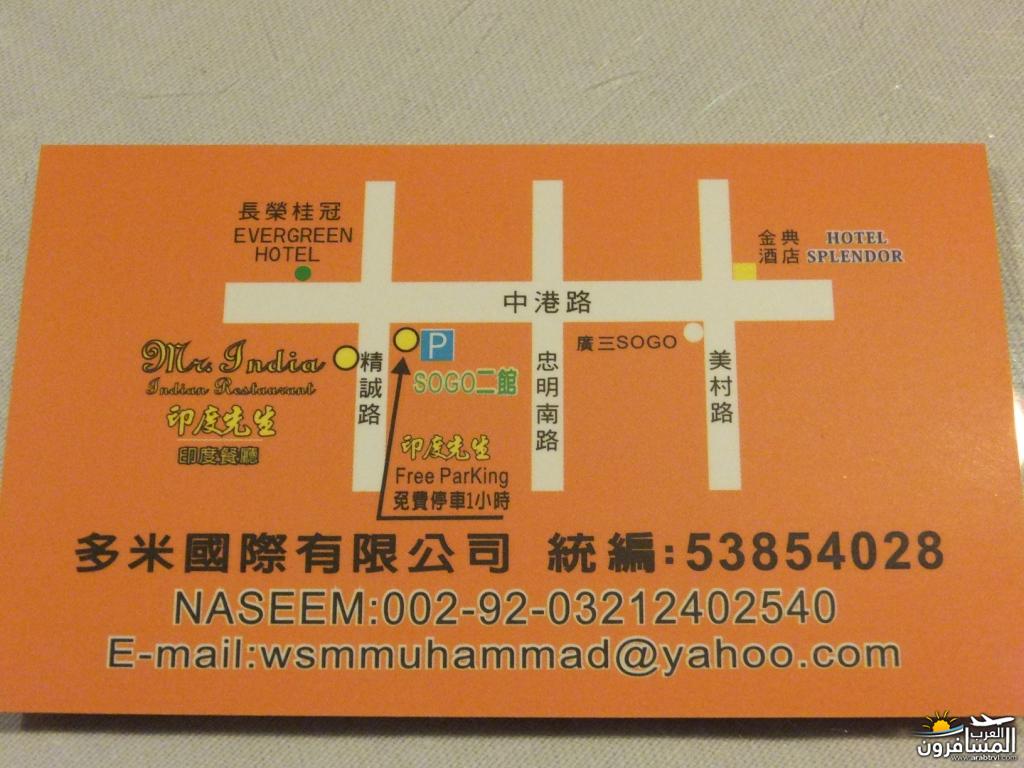 長榮桂冠
EVERGREEN
HOTEL
金典
酒店
HOTEL
SPLENDOR
中港路
Mr. India
Indian Restaurant
印度先生
印度餐廳
精誠路
P
SOGO二館
忠明南路
廣三SOGO
美村路
印度先生
Free ParKing
免費停車1小時
多米國際有限公司 統編:53854028
NASEEM:002-92-03212402540
E-mail:wsmmuhammad@yahoo.com
العرب
المسافرون
www.arabtrvl.com